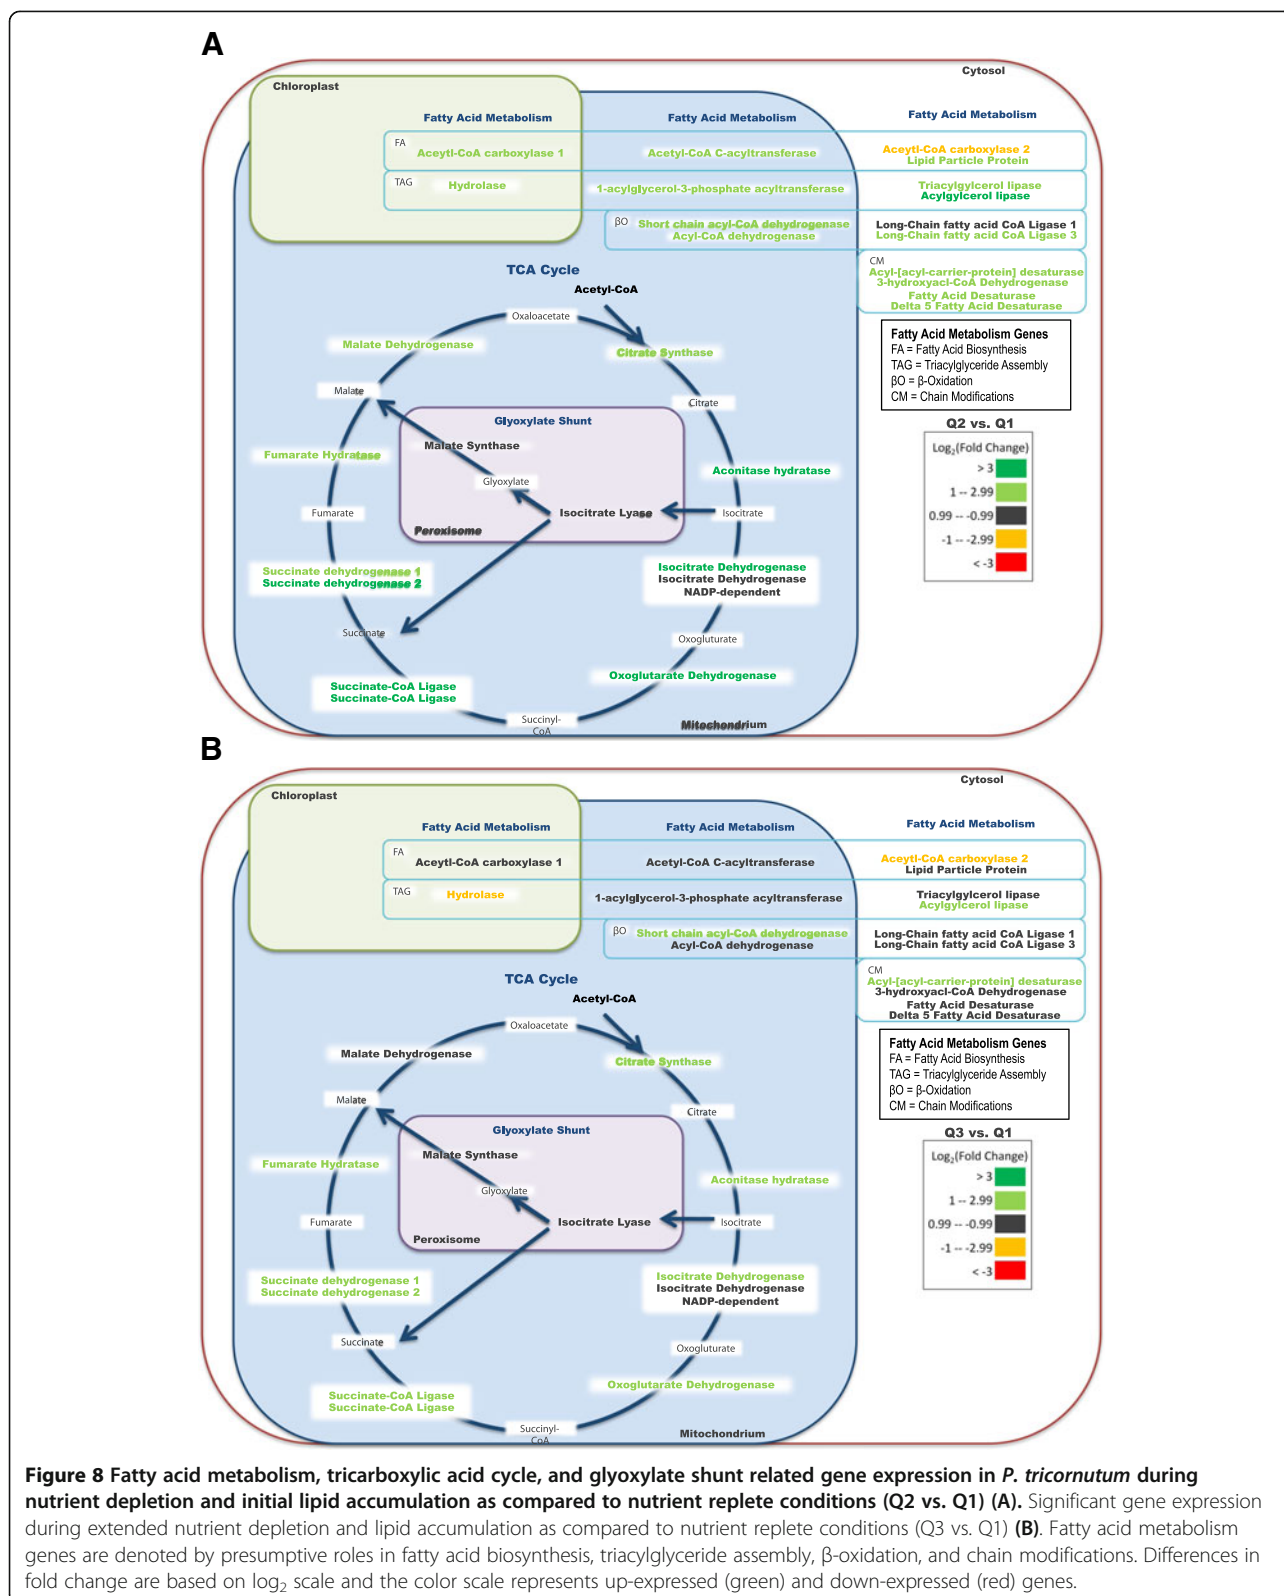 A
Cytosol
Chloroplast
Fatty Acid Metabolism
Fatty Acid Metabolism
Fatty Acid Metabolism
FA
Aceytl-CoA carboxylase 1
Acetyl-CoA C-acyltransferase
Aceytl-CoA carboxylase 2
Lipid Particle Protein
TAG
Hydrolase
1-acylglycerol-3-phosphate acyltransferase
Triacylgylcerol lipase
Acylgylcerol lipase
βO
Short chain acyl-CoA dehydrogenase
Acyl-CoA dehydrogenase
Long-Chain fatty acid CoA Ligase 1
Long-Chain fatty acid CoA Ligase 3
CM
Acyl-[acyl-carrier-protein] desaturase
3-hydroxyacl-CoA Dehydrogenase
Fatty Acid Desaturase
Delta 5 Fatty Acid Desaturase
TCA Cycle
Acetyl-CoA
Oxaloacetate
Malate Dehydrogenase
Citrate Synthase
Malate
Citrate
Glyoxylate Shunt
Malate Synthase
Fumarate Hydratase
Aconitase hydratase
Glyoxylate
Fumarate
Isocitrate Lyase
Isocitrate
Peroxisome
Succinate dehydrogenase 1
Succinate dehydrogenase 2
Isocitrate Dehydrogenase
Isocitrate Dehydrogenase
NADP-dependent
Succinate
Oxogluturate
Oxoglutarate Dehydrogenase
Succinate-CoA Ligase
Succinate-CoA Ligase
Succinyl-
CoA
Mitochondrium
Fatty Acid Metabolism Genes
FA = Fatty Acid Biosynthesis
TAG = Triacylglyceride Assembly
βO = β-Oxidation
CM = Chain Modifications
Q2 vs. Q1
Log2(Fold Change)
> 3
1 -- 2.99
0.99 -- -0.99
-1 -- -2.99
< -3
B
Cytosol
Chloroplast
Fatty Acid Metabolism
Fatty Acid Metabolism
Fatty Acid Metabolism
FA
Aceytl-CoA carboxylase 1
Acetyl-CoA C-acyltransferase
Aceytl-CoA carboxylase 2
Lipid Particle Protein
TAG
Hydrolase
1-acylglycerol-3-phosphate acyltransferase
Triacylgylcerol lipase
Acylgylcerol lipase
βO
Short chain acyl-CoA dehydrogenase
Acyl-CoA dehydrogenase
Long-Chain fatty acid CoA Ligase 1
Long-Chain fatty acid CoA Ligase 3
CM
Acyl-[acyl-carrier-protein] desaturase
3-hydroxyacl-CoA Dehydrogenase
Fatty Acid Desaturase
Delta 5 Fatty Acid Desaturase
TCA Cycle
Acetyl-CoA
Oxaloacetate
Malate Dehydrogenase
Citrate Synthase
Malate
Citrate
Glyoxylate Shunt
Malate Synthase
Fumarate Hydratase
Aconitase hydratase
Glyoxylate
Fumarate
Isocitrate Lyase
Isocitrate
Peroxisome
Succinate dehydrogenase 1
Succinate dehydrogenase 2
Isocitrate Dehydrogenase
Isocitrate Dehydrogenase
NADP-dependent
Succinate
Oxogluturate
Oxoglutarate Dehydrogenase
Succinate-CoA Ligase
Succinate-CoA Ligase
Succinyl-
CoA
Mitochondrium
Fatty Acid Metabolism Genes
FA = Fatty Acid Biosynthesis
TAG = Triacylglyceride Assembly
βO = β-Oxidation
CM = Chain Modifications
Q3 vs. Q1
Log2(Fold Change)
> 3
1 -- 2.99
0.99 -- -0.99
-1 -- -2.99
< -3
Figure 8 Fatty acid metabolism, tricarboxylic acid cycle, and glyoxylate shunt related gene expression in P. tricornutum during
nutrient depletion and initial lipid accumulation as compared to nutrient replete conditions (Q2 vs. Q1) (A). Significant gene expression
during extended nutrient depletion and lipid accumulation as compared to nutrient replete conditions (Q3 vs. Q1) (B). Fatty acid metabolism
genes are denoted by presumptive roles in fatty acid biosynthesis, triacylglyceride assembly, β-oxidation, and chain modifications. Differences in
fold change are based on log2 scale and the color scale represents up-expressed (green) and down-expressed (red) genes.